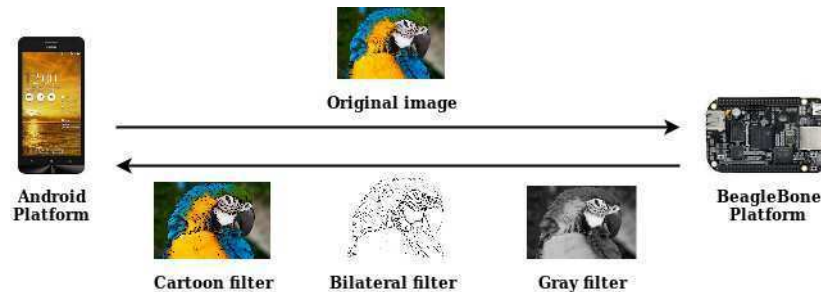 Original image
Android
Platform
BeagleBone
Platform
Cartoon filter
Bilateral filter
Gray filter